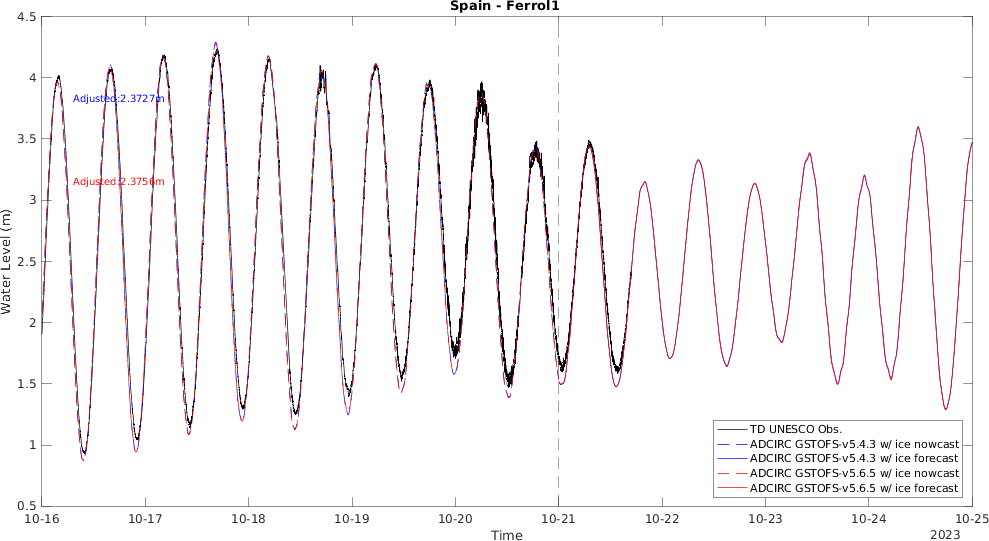 Spain - Ferrol1
4.5
4
3.5
3
2.5
2
1.5
1
0.5
Water Level (m)
Adjusted:2.3727m
Adjusted:2.3756m
TD UNESCO Obs.
ADCIRC GSTOFS-v5.4.3 w/ ice nowcast
ADCIRC GSTOFS-v5.4.3 w/ ice forecast
ADCIRC GSTOFS-v5.6.5 w/ ice nowcast
ADCIRC GSTOFS-v5.6.5 w/ ice forecast
10-16 10-17 10-18 10-19 10-20 10-21 10-22 10-23 10-24 10-25
Time
2023